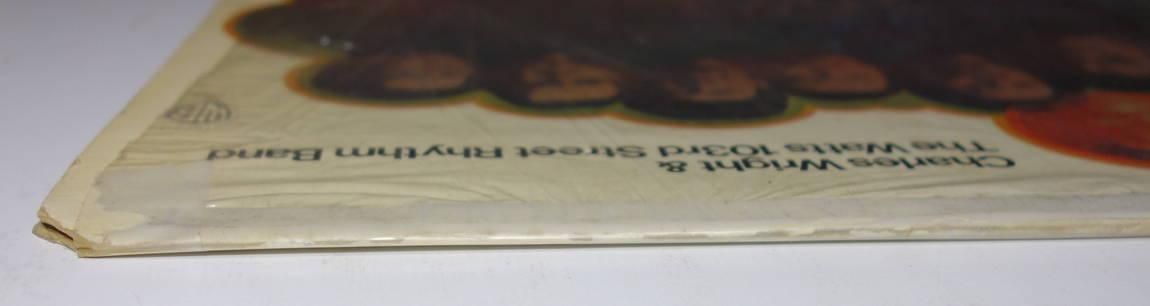 Charles Wright &
The Watts 103rd Street Rhythm Band